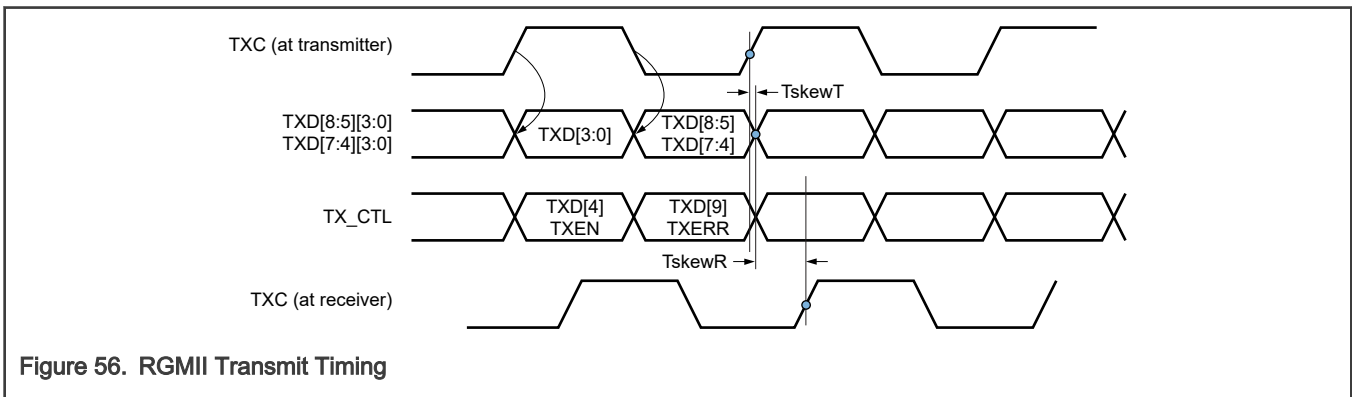 TXC (at transmitter)
TskewT
TXD[8:5][3:0]
TXD[7:4][3:0]
TXD[3:0]
TXD[8:5]
TXD[7:4]
TX_CTL
TXD[4]
TXEN
TXD[9]
TXERR
TskewR
TXC (at receiver)
Figure 56. RGMII Transmit Timing